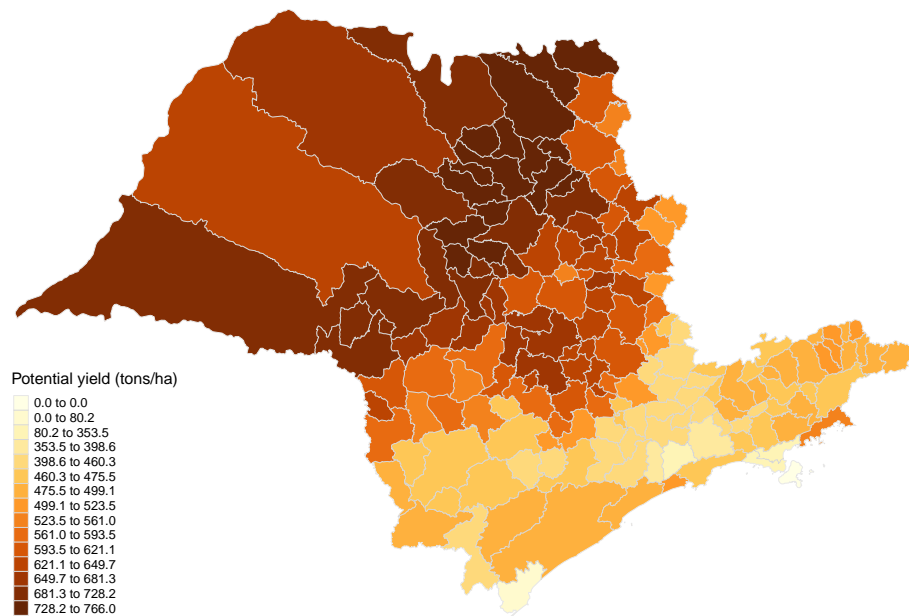 Potential yield (tons/ha)
0.0 to 0.0
0.0 to 80.2
80.2 to 353.5
353.5 to 398.6
398.6 to 460.3
460.3 to 475.5
475.5 to 499.1
499.1 to 523.5
523.5 to 561.0
561.0 to 593.5
593.5 to 621.1
621.1 to 649.7
649.7 to 681.3
681.3 to 728.2
728.2 to 766.0